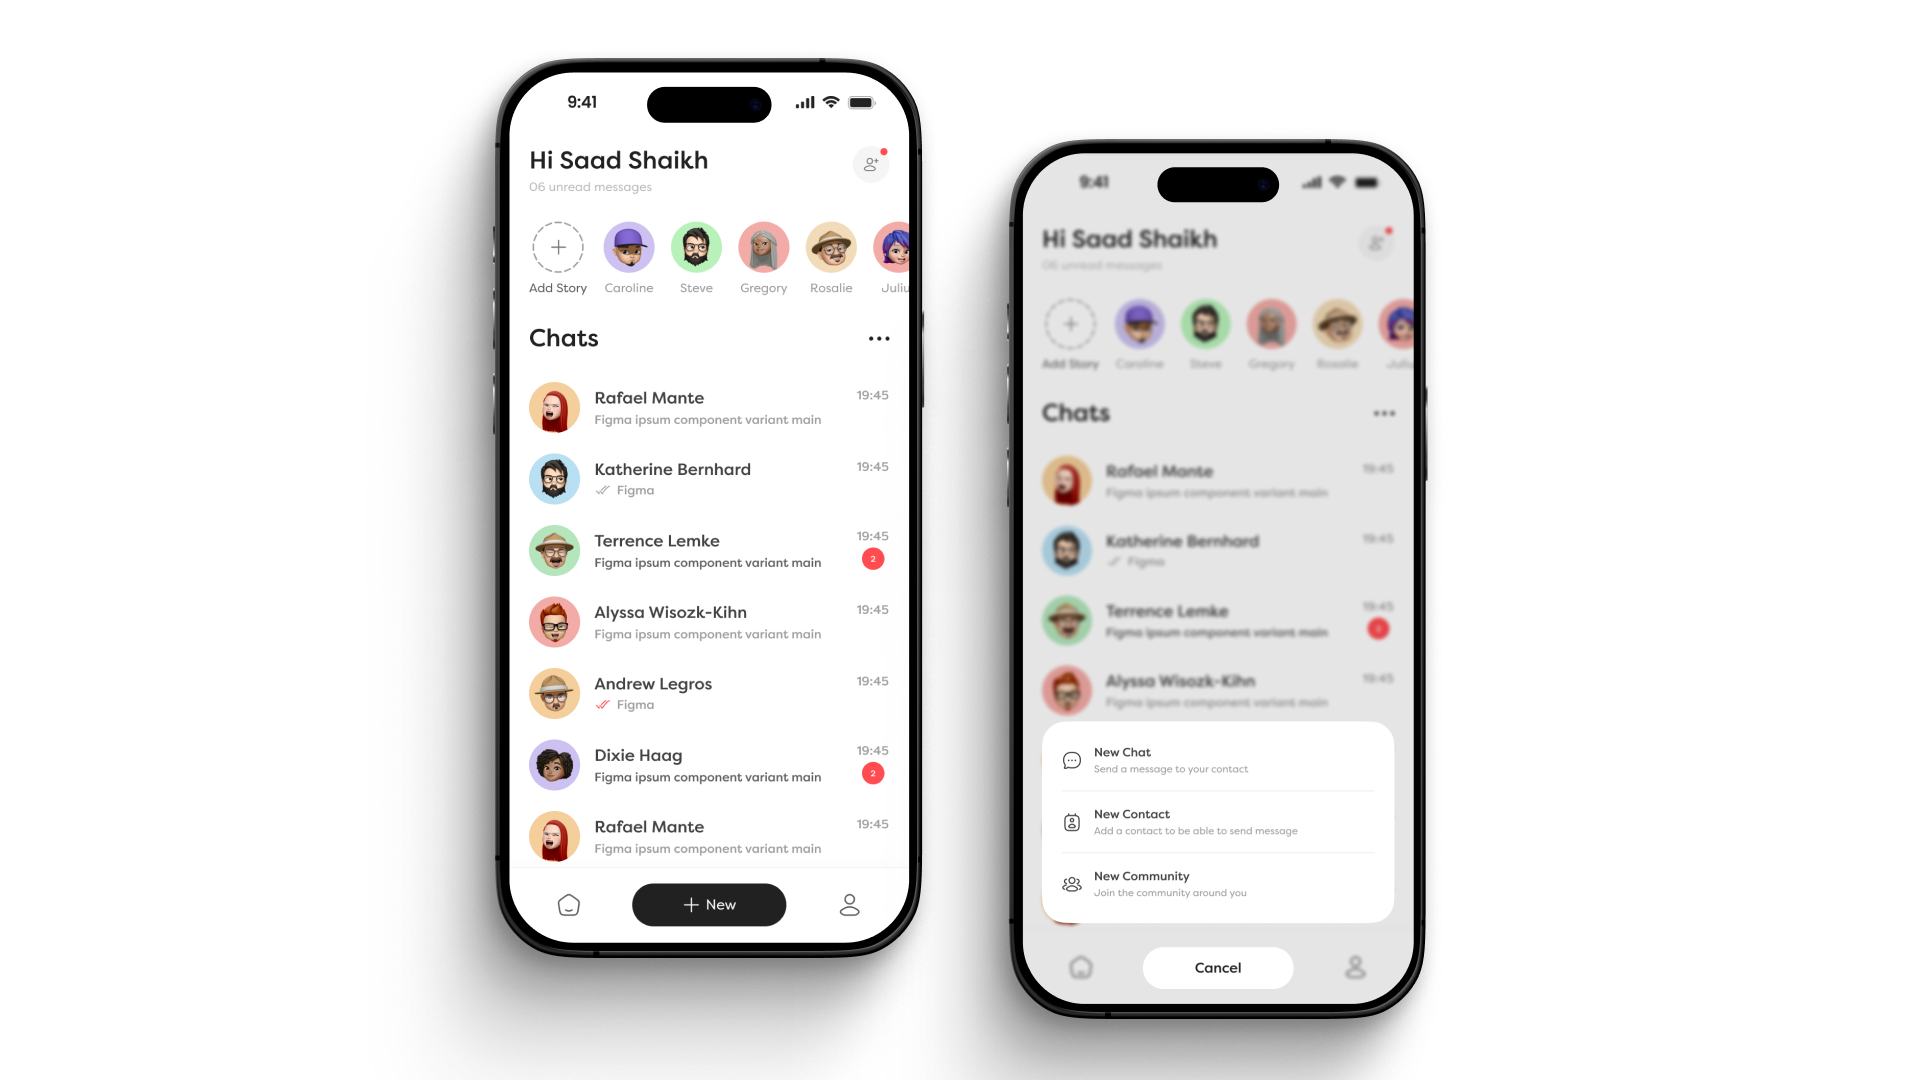 9:41
Hi Saad Shaikh
06 unread messages
Add Story
Caroline
Steve
Gregory
Rosalie
Juliu
Chats
Rafael Mante
19:45
Figma ipsum component variant main
Katherine Bernhard
19:45
Figma
Terrence Lemke
19:45
Figma ipsum component variant main
2
Alyssa Wisozk-Kihn
19:45
Figma ipsum component variant main
Andrew Legros
19:45
Figma
Dixie Haag
19:45
Figma ipsum component variant main
2
Rafael Mante
19:45
Figma ipsum component variant main
New
9:41
Hi Saad Shaikh
06 unread messages
Add Story
Caroline
Steve
Gregory
Rosalie
Juliu
Chats
Rafael Mante
19:45
Figma ipsum component variant main
Katherine Bernhard
19:45
Figma
Terrence Lemke
19:45
Figma ipsum component variant main
Alyssa Wisozk-Kihn
19:45
Figma ipsum component variant main
New Chat
Send a message to your contact
New Contact
Add a contact to be able to send message
New Community
Join the community around you
Cancel